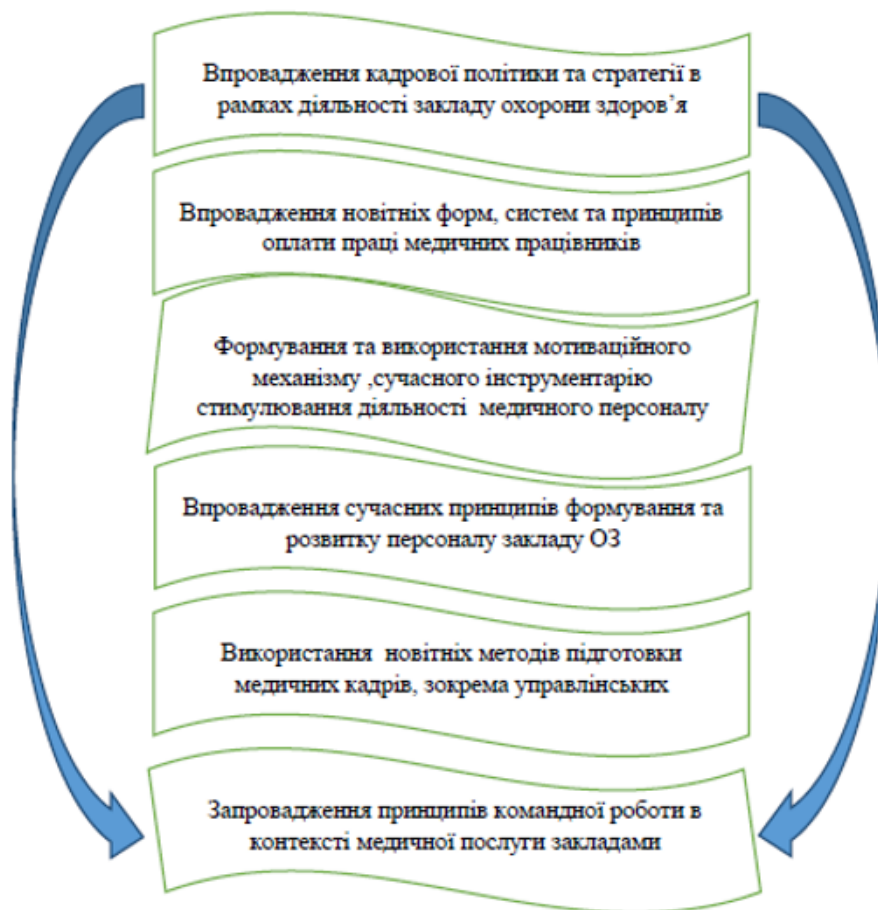 Впровадження кадрової політики та стратегії в
рамках діяльності закладу охорони здоров’я
Впровадження новітніх форм, систем та принципів
оплати праці медичних працівників
Формування та використання мотиваційного
механізму ,сучасного інструментарію
стимулювання діяльності медичного персоналу
Впровадження сучасних принципів формування та
розвитку персоналу закладу ОЗ
Використання новітніх методів підготовки
медичних кадрів, зокрема управлінських
Запровадження принципів командної роботи в
контексті медичної послуги закладами